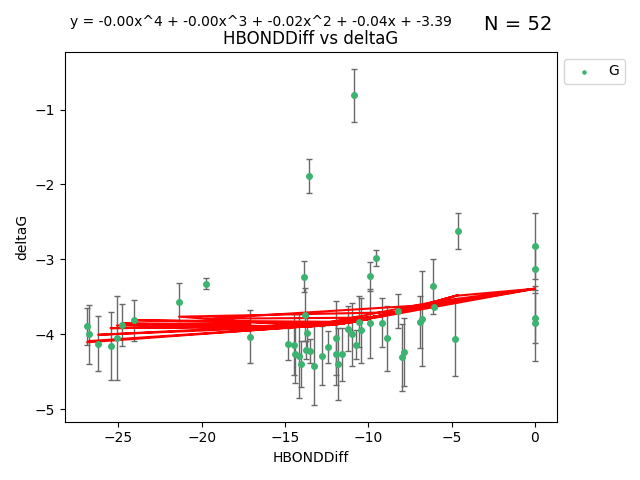 y = -0.00x^4 + -0.00x^3 + -0.02x^2 + -0.04x + -3.39
N = 52
HBONDDiff vs deltaG
G
deltaG
−1
−2
−3
−4
−5
−25
−20
−15
−10
−5
0
HBONDDiff